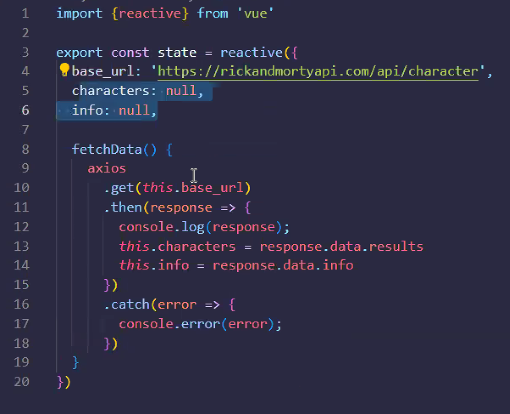 1 import {reactive} from 'vue'
2
3 export const state = reactive({
4 base_url: 'https://rickandmortyapi.com/api/character',
5 characters: null,
6 info: null,
7
8 fetchData() {
9 axios
10 .get(this.base_url)
11 .then(response => {
12 console.log(response);
13 this.characters = response.data.results
14 this.info = response.data.info
15 })
16 .catch(error => {
17 console.error(error);
18 })
19 }
20 })